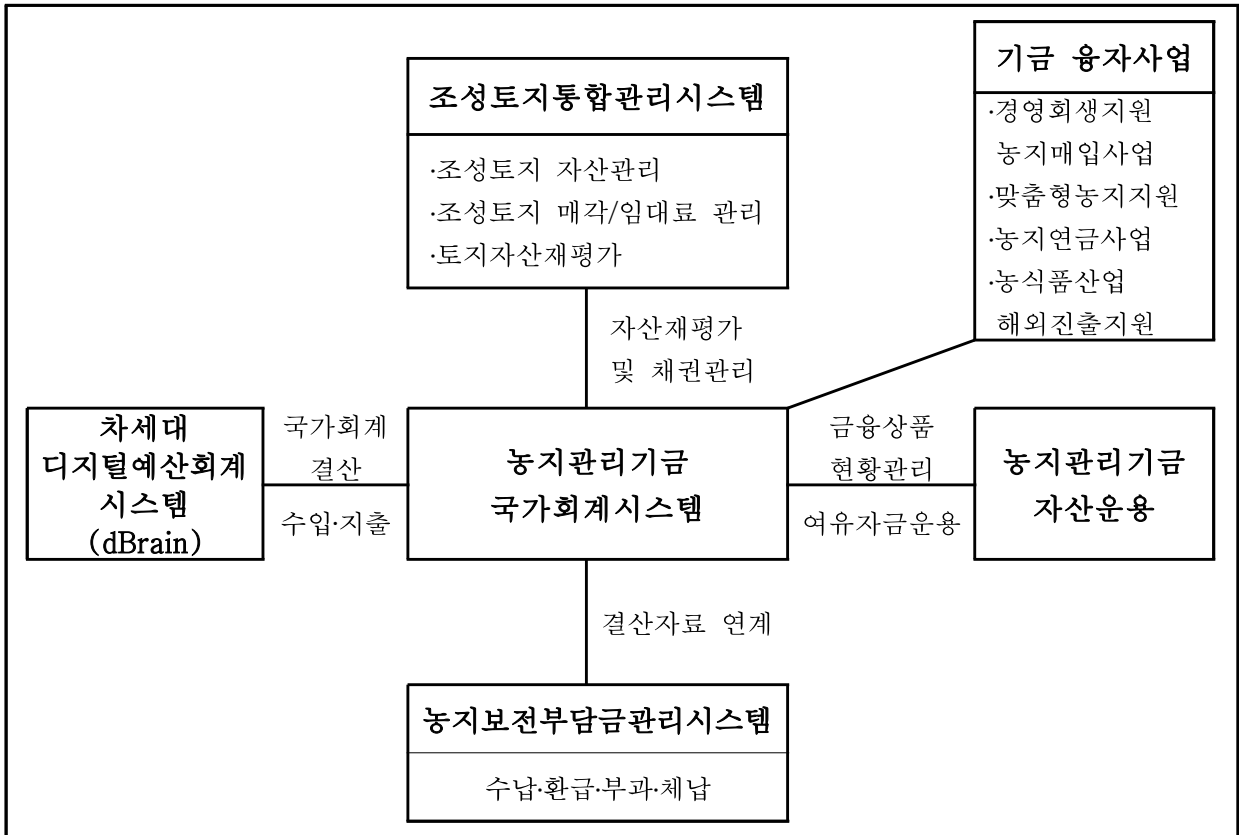 조성토지통합관리시스템
·조성토지 자산관리
·조성토지 매각/임대료 관리
·토지자산재평가
기금 융자사업
·경영회생지원
농지매입사업
·맞춤형농지지원
·농지연금사업
·농식품산업
해외진출지원
자산재평가
및 채권관리
차세대
디지털예산회계
시스템
(dBrain)
국가회계
결산
수입·지출
농지관리기금
국가회계시스템
금융상품
현황관리
여유자금운용
농지관리기금
자산운용
결산자료 연계
농지보전부담금관리시스템
수납·환급·부과·체납